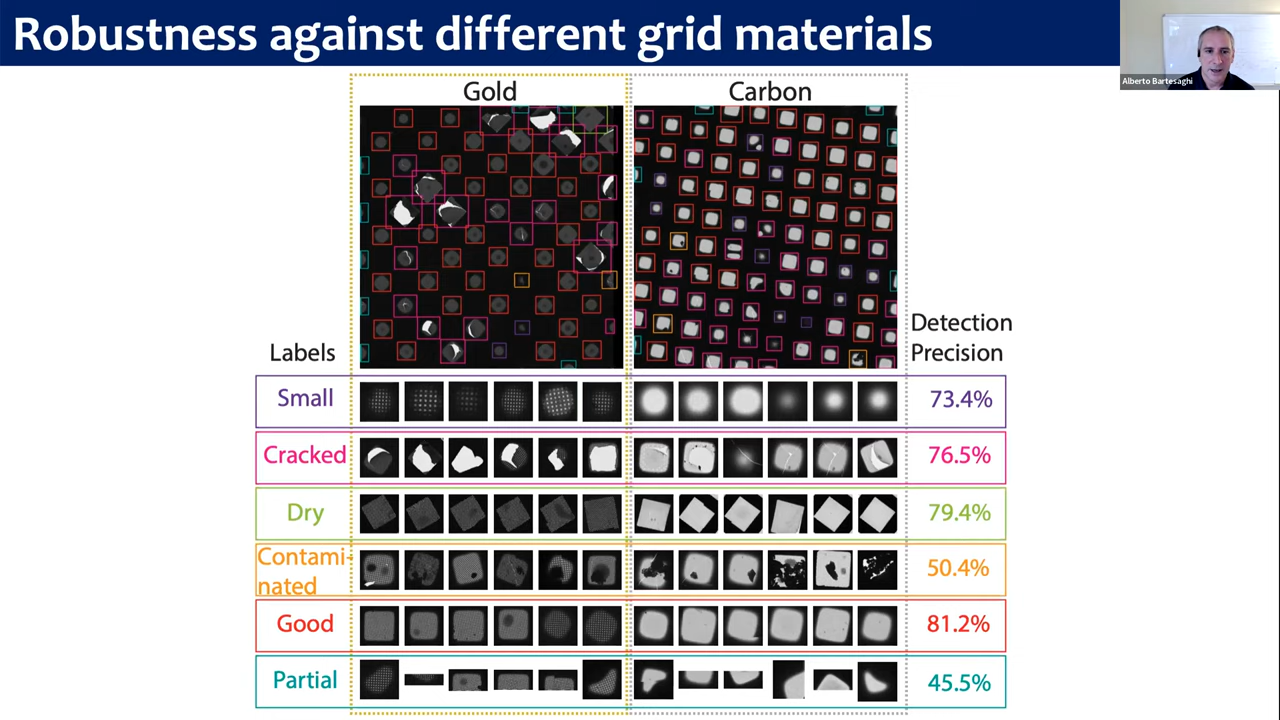 Robustness against different grid materials
Alberto Bartesaghi
Gold
Carbon
Labels
Detection
Precision
Small
73.4%
Cracked
76.5%
Dry
79.4%
Contami-
nated
50.4%
Good
81.2%
Partial
45.5%